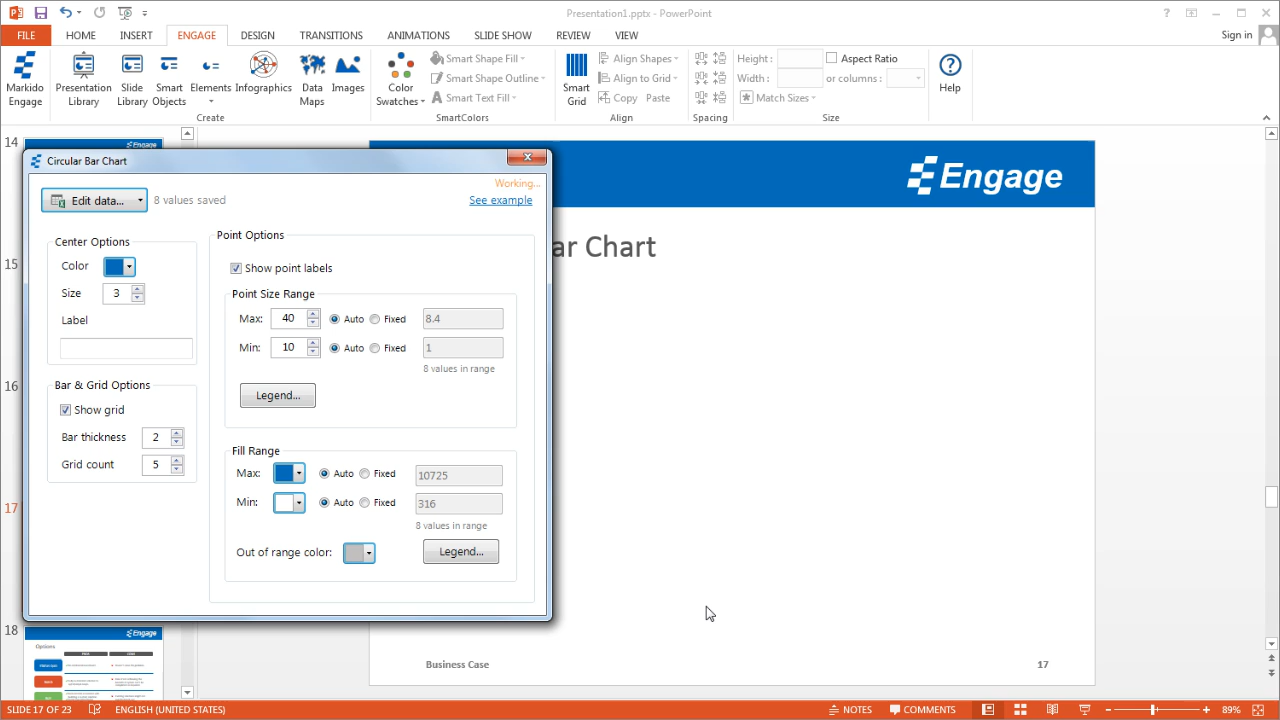 Presentation1.pptx - PowerPoint
?
FILE HOME INSERT ENGAGE DESIGN TRANSITIONS ANIMATIONS SLIDE SHOW REVIEW VIEW
Sign in
Markido Engage
Presentation Library
Slide Library
Smart Objects
Elements
Infographics
Data Maps
Images
Create
Color Swatches
Smart Shape Fill
Smart Shape Outline
Smart Text Fill
SmartColors
Smart Grid
Align Shapes
Align to Grid
Copy Paste
Align
Spacing
Height:
Aspect Ratio
Width:
or columns:
Match Sizes
Size
Help
14
15
16
17
18
Engage
Options
Circular Bar Chart
Working...
Edit data...
8 values saved
See example
Center Options
Color
Size 3
Label
Bar & Grid Options
Show grid
Bar thickness 2
Grid count 5
Point Options
Show point labels
Point Size Range
Max: 40 Auto Fixed 8.4
Min: 10 Auto Fixed 1
8 values in range
Legend...
Fill Range
Max: Auto Fixed 10725
Min: Auto Fixed 316
8 values in range
Out of range color:
Legend...
Engage
ar Chart
Business Case
17
SLIDE 17 OF 23
ENGLISH (UNITED STATES)
NOTES
COMMENTS
89%